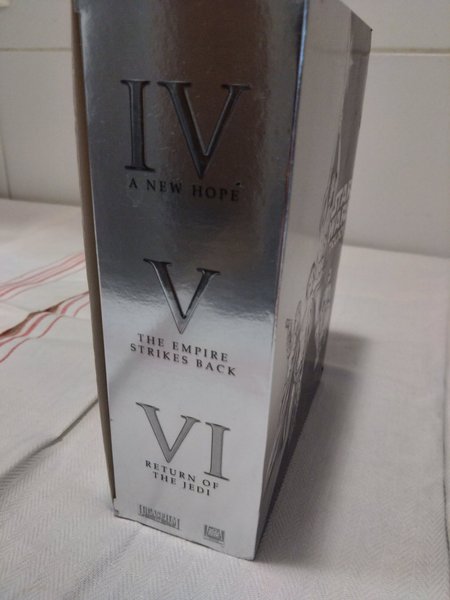 IV
A NEW HOPE
V
THE EMPIRE
STRIKES BACK
VI
RETURN OF
THE JEDI